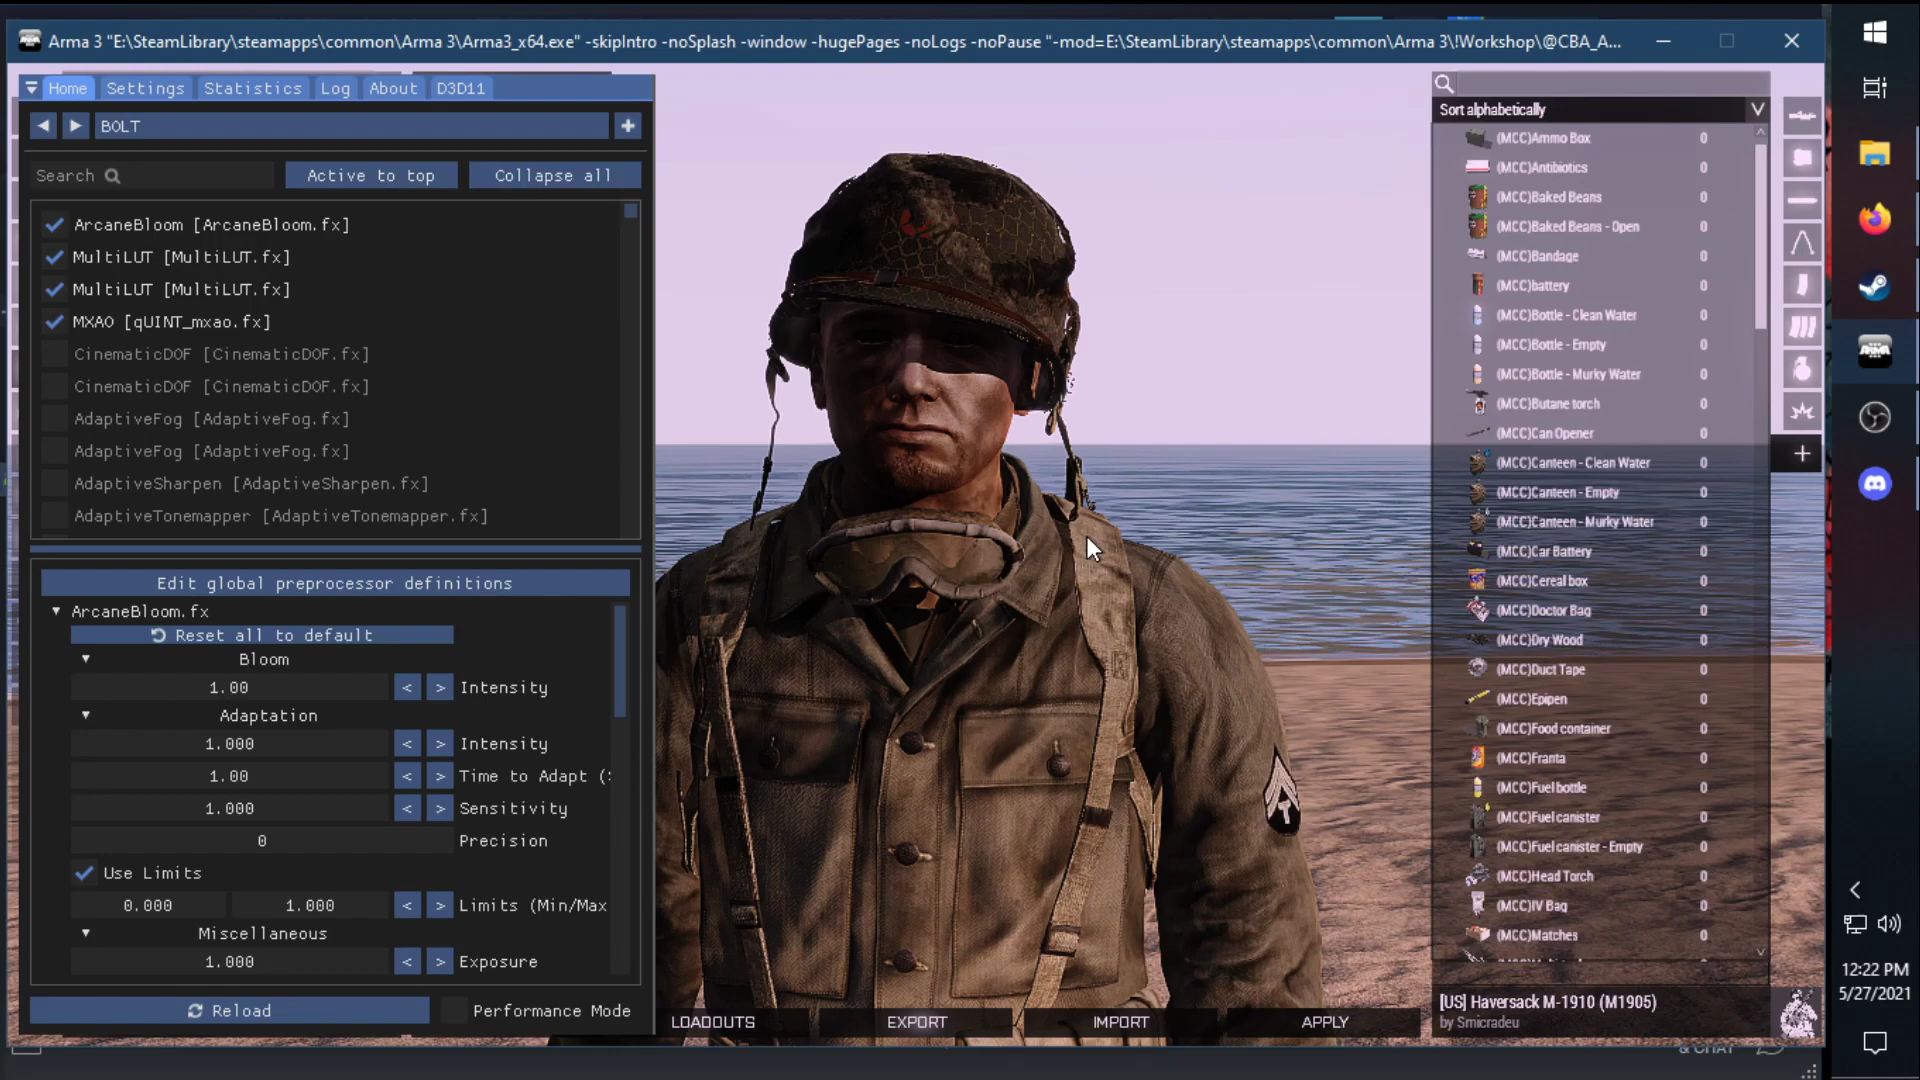 Arma 3 "E:\SteamLibrary\steamapps\common\Arma 3\Arma3_x64.exe" -skipIntro -noSplash -window -hugePages -noLogs -noPause "-mod=E:\SteamLibrary\steamapps\common\Arma 3\!Workshop\@CBA_A...
Home Settings Statistics Log About D3D11
BOLT
Search Active to top Collapse all
ArcaneBloom [ArcaneBloom.fx]
MultiLUT [MultiLUT.fx]
MultiLUT [MultiLUT.fx]
MXAO [qUINT_mxao.fx]
CinematicDOF [CinematicDOF.fx]
CinematicDOF [CinematicDOF.fx]
AdaptiveFog [AdaptiveFog.fx]
AdaptiveFog [AdaptiveFog.fx]
AdaptiveSharpen [AdaptiveSharpen.fx]
AdaptiveTonemapper [AdaptiveTonemapper.fx]
Edit global preprocessor definitions
ArcaneBloom.fx
Reset all to default
Bloom
1.00 < > Intensity
Adaptation
1.000 < > Intensity
1.00 < > Time to Adapt (
1.000 < > Sensitivity
0 Precision
Use Limits
0.000 1.000 < > Limits (Min/Max
Miscellaneous
1.000 < > Exposure
Reload Performance Mode
LOADOUTS EXPORT IMPORT APPLY
Sort alphabetically
(MCC)Ammo Box 0
(MCC)Antibiotics 0
(MCC)Baked Beans 0
(MCC)Baked Beans - Open 0
(MCC)Bandage 0
(MCC)battery 0
(MCC)Bottle - Clean Water 0
(MCC)Bottle - Empty 0
(MCC)Bottle - Murky Water 0
(MCC)Butane torch 0
(MCC)Can Opener 0
(MCC)Canteen - Clean Water 0
(MCC)Canteen - Empty 0
(MCC)Canteen - Murky Water 0
(MCC)Car Battery 0
(MCC)Cereal box 0
(MCC)Doctor Bag 0
(MCC)Dry Wood 0
(MCC)Duct Tape 0
(MCC)Epipen 0
(MCC)Food container 0
(MCC)Franta 0
(MCC)Fuel bottle 0
(MCC)Fuel canister 0
(MCC)Fuel canister - Empty 0
(MCC)Head Torch 0
(MCC)IV Bag 0
(MCC)Matches 0
[US] Haversack M-1910 (M1905)
by Smicradeu
ARMA
12:22 PM
5/27/2021
& CHAT